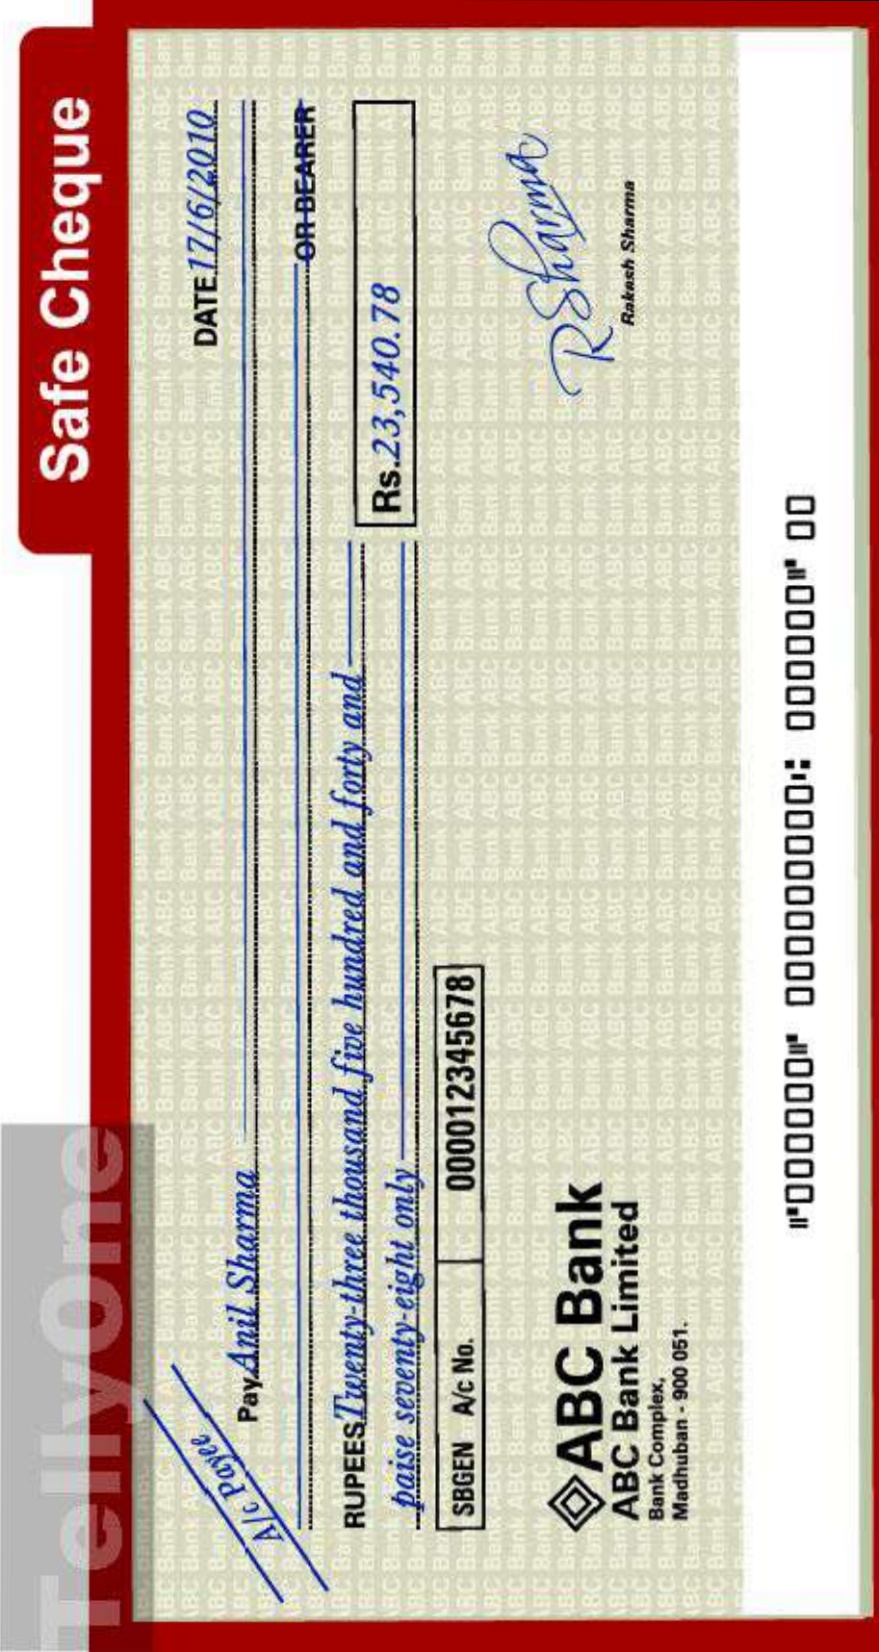 TellyOne
Safe Cheque
A/c Payee
DATE 17/6/2010
Pay Anil Sharma
OR BEARER
RUPEES Twenty-three thousand five hundred and forty and
paise seventy-eight only
Rs. 23,540.78
SBGEN A/c No. 000012345678
ABC Bank
ABC Bank Limited
Bank Complex,
Madhuban - 900 051.
R Sharma
Rakesh Sharma
⑈000000⑈ 0000000000⑆ 0000000⑈ 00